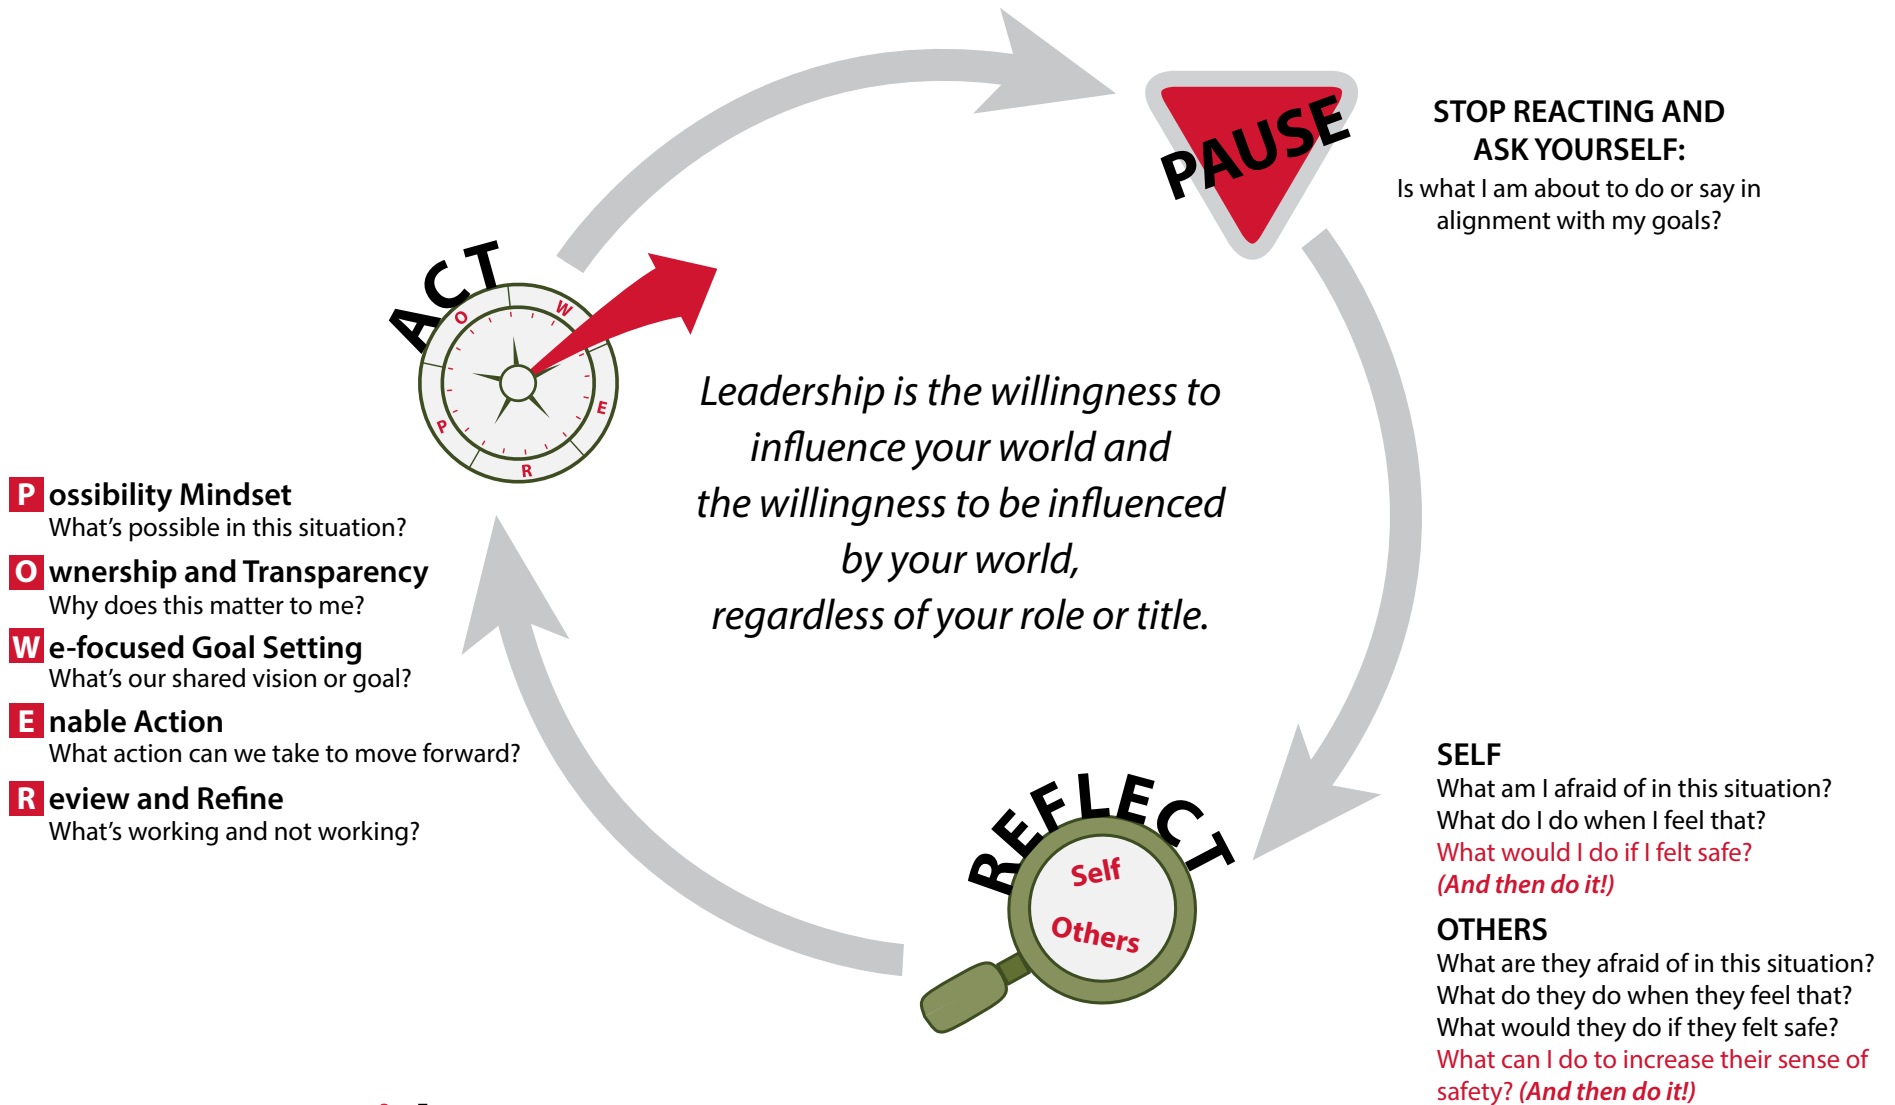 PAUSE
STOP REACTING AND
ASK YOURSELF:
Is what I am about to do or say in
alignment with my goals?
ACT
P
O
W
E
R
Leadership is the willingness to
influence your world and
the willingness to be influenced
by your world,
regardless of your role or title.
Possibility Mindset
What's possible in this situation?
Ownership and Transparency
Why does this matter to me?
We-focused Goal Setting
What's our shared vision or goal?
Enable Action
What action can we take to move forward?
Review and Refine
What's working and not working?
REFLECT
Self
Others
SELF
What am I afraid of in this situation?
What do I do when I feel that?
What would I do if I felt safe?
(And then do it!)
OTHERS
What are they afraid of in this situation?
What do they do when they feel that?
What would they do if they felt safe?
What can I do to increase their sense of
safety? (And then do it!)